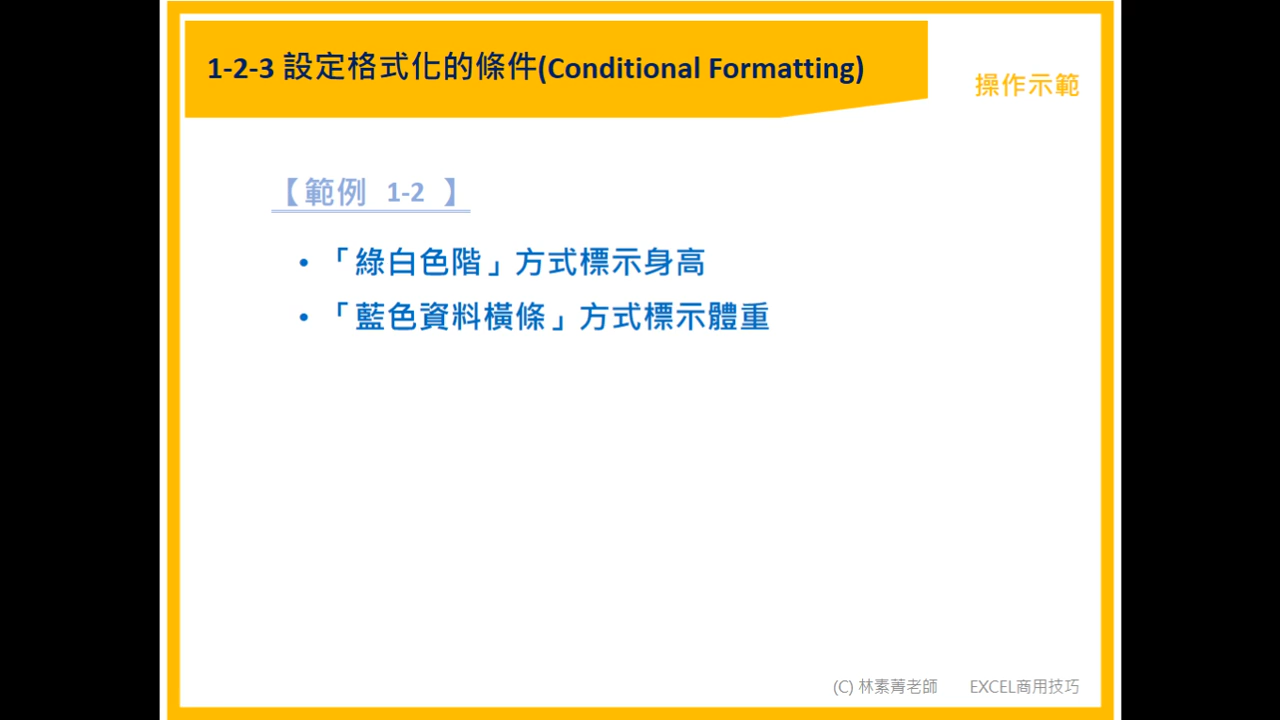 1-2-3 設定格式化的條件(Conditional Formatting)
操作示範
【範例 1-2 】
• 「綠白色階」方式標示身高
• 「藍色資料橫條」方式標示體重
(C) 林素菁老師 EXCEL商用技巧